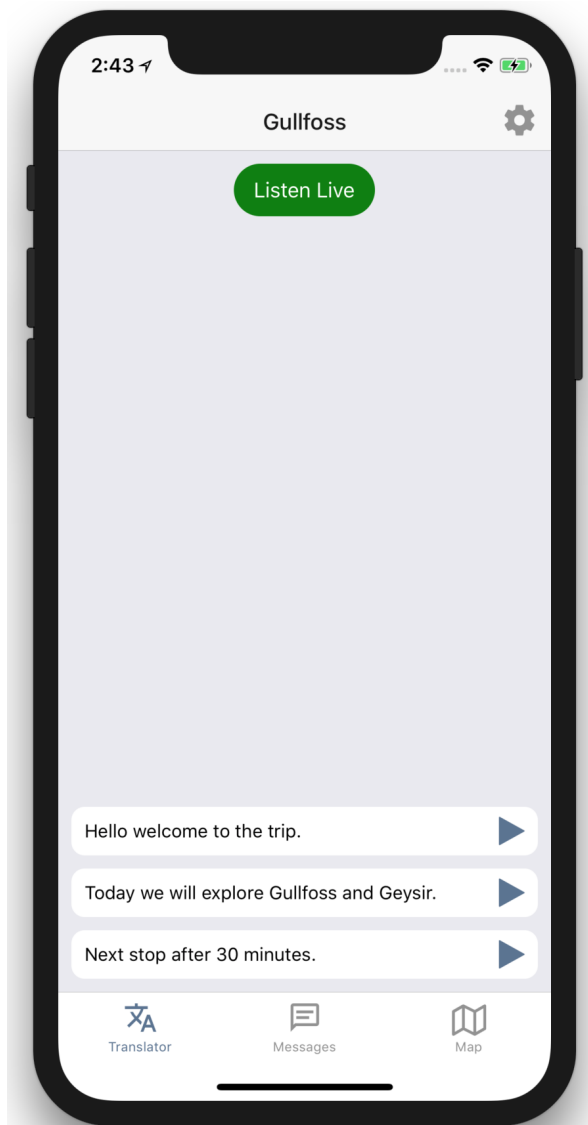 2:43
Gullfoss
Listen Live
Hello welcome to the trip.
Today we will explore Gullfoss and Geysir.
Next stop after 30 minutes.
Translator
Messages
Map